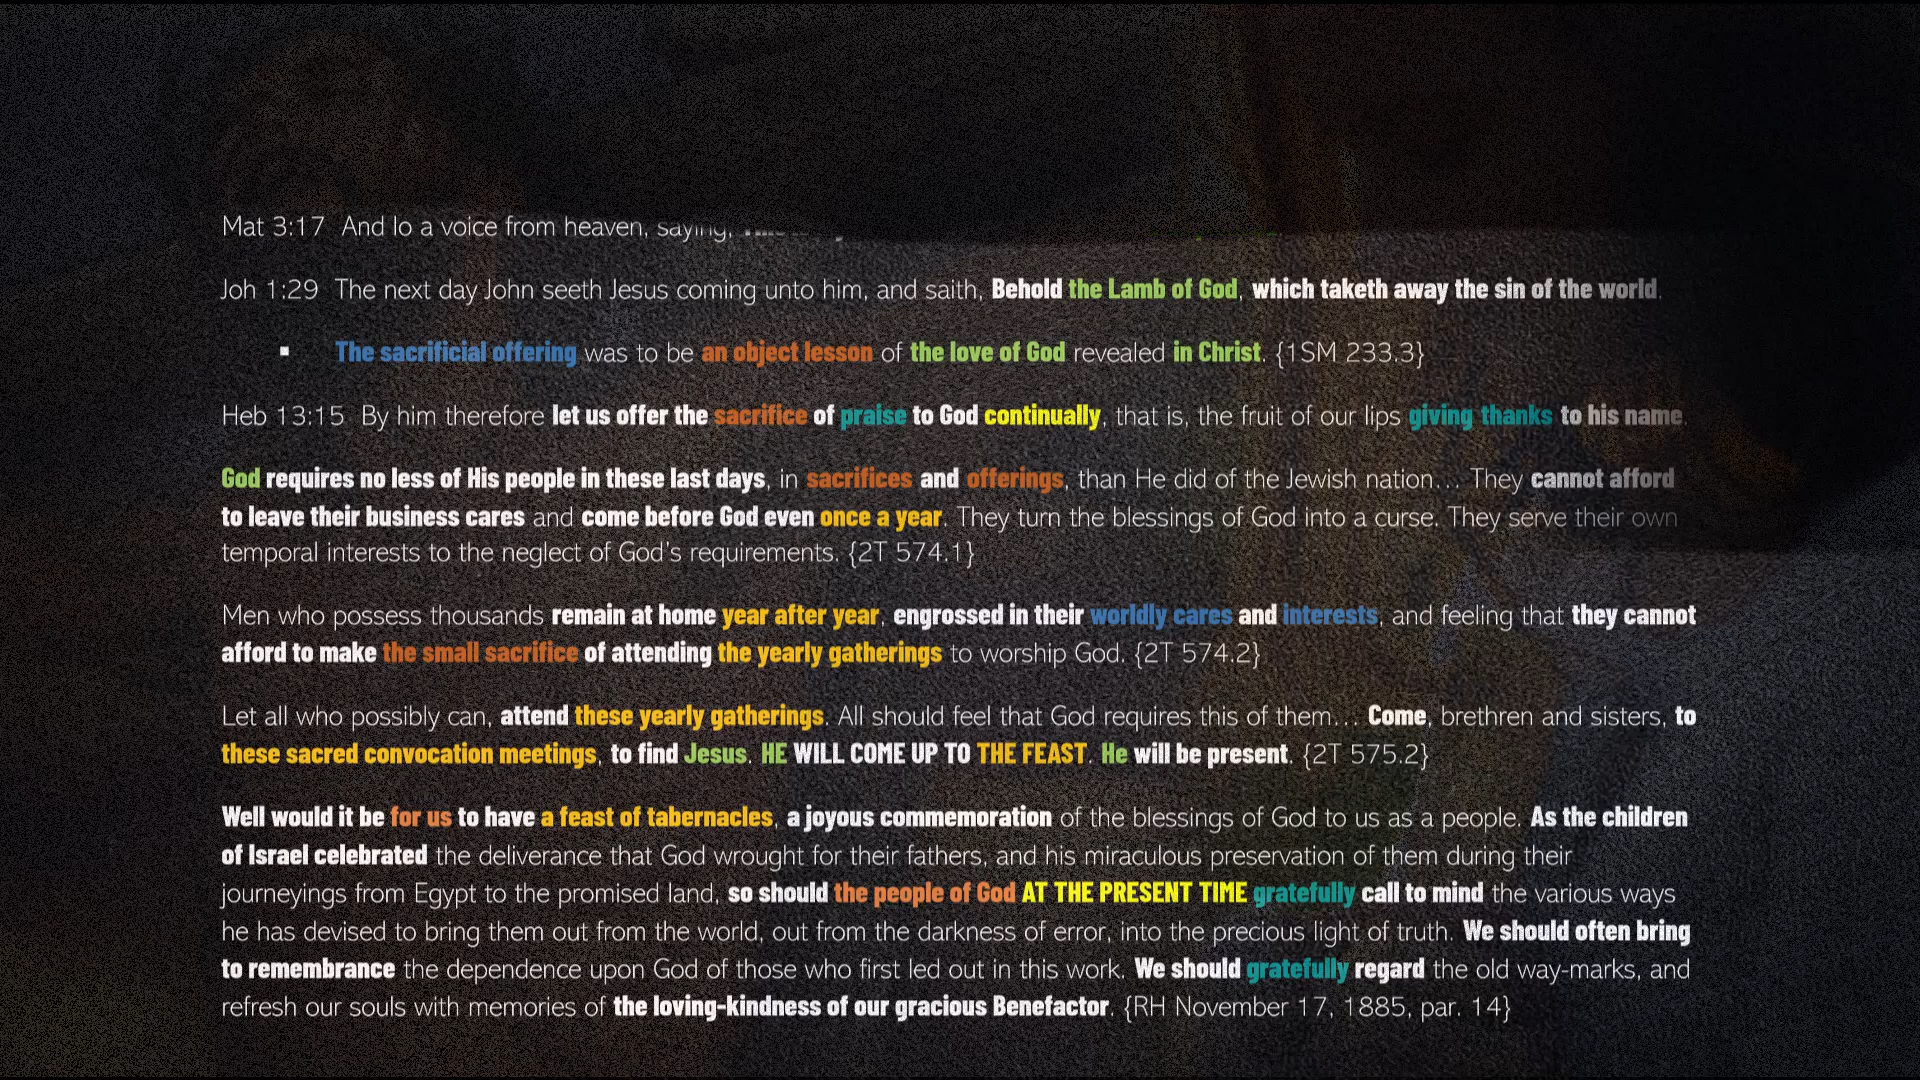 Mat 3:17 And lo a voice from heaven, saying,
Joh 1:29 The next day John seeth Jesus coming unto him, and saith, Behold the Lamb of God, which taketh away the sin of the world.
▪ The sacrificial offering was to be an object lesson of the love of God revealed in Christ. {1SM 233.3}
Heb 13:15 By him therefore let us offer the sacrifice of praise to God continually, that is, the fruit of our lips giving thanks to his name.
God requires no less of His people in these last days, in sacrifices and offerings, than He did of the Jewish nation... They cannot afford
to leave their business cares and come before God even once a year. They turn the blessings of God into a curse. They serve their own
temporal interests to the neglect of God's requirements. {2T 574.1}
Men who possess thousands remain at home year after year, engrossed in their worldly cares and interests, and feeling that they cannot
afford to make the small sacrifice of attending the yearly gatherings to worship God. {2T 574.2}
Let all who possibly can, attend these yearly gatherings. All should feel that God requires this of them... Come, brethren and sisters, to
these sacred convocation meetings, to find Jesus. HE WILL COME UP TO THE FEAST. He will be present. {2T 575.2}
Well would it be for us to have a feast of tabernacles, a joyous commemoration of the blessings of God to us as a people. As the children
of Israel celebrated the deliverance that God wrought for their fathers, and his miraculous preservation of them during their
journeyings from Egypt to the promised land, so should the people of God AT THE PRESENT TIME gratefully call to mind the various ways
he has devised to bring them out from the world, out from the darkness of error, into the precious light of truth. We should often bring
to remembrance the dependence upon God of those who first led out in this work. We should gratefully regard the old way-marks, and
refresh our souls with memories of the loving-kindness of our gracious Benefactor. {RH November 17, 1885, par. 14}